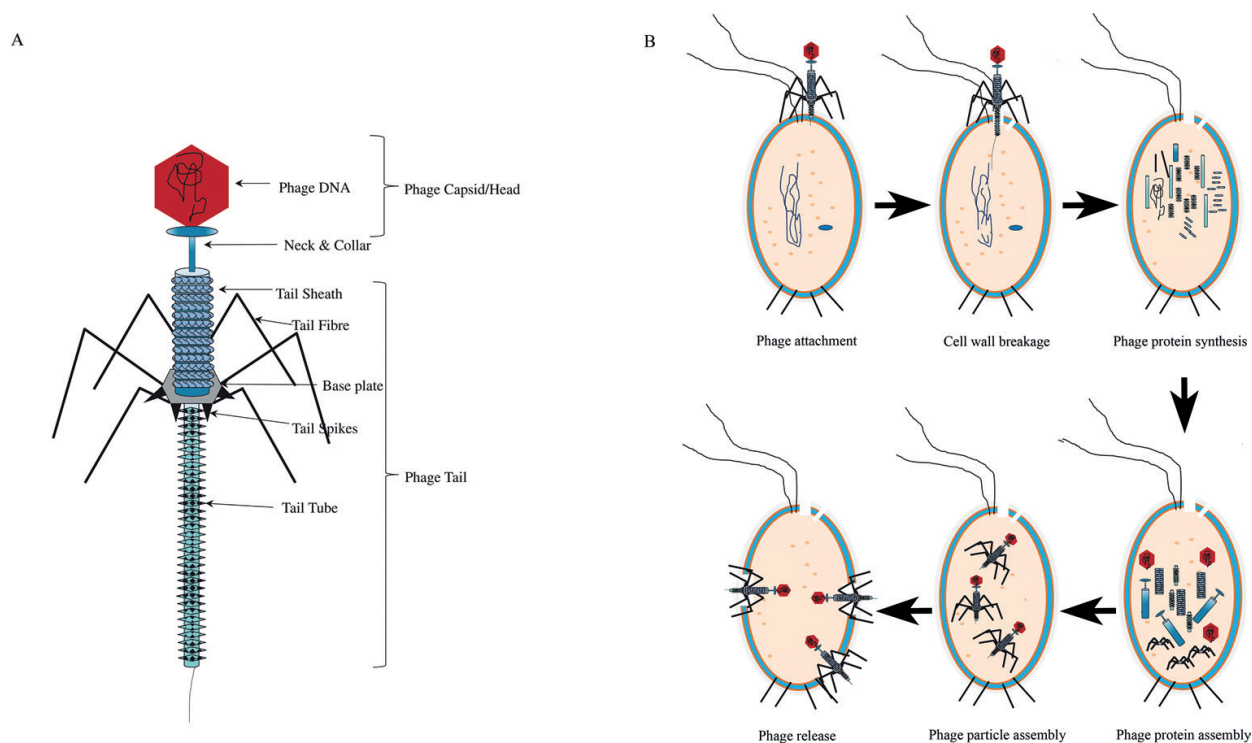 A
Phage DNA
Phage Capsid/Head
Neck & Collar
Tail Sheath
Tail Fibre
Base plate
Tail Spikes
Phage Tail
Tail Tube
B
Phage attachment
Cell wall breakage
Phage protein synthesis
Phage release
Phage particle assembly
Phage protein assembly